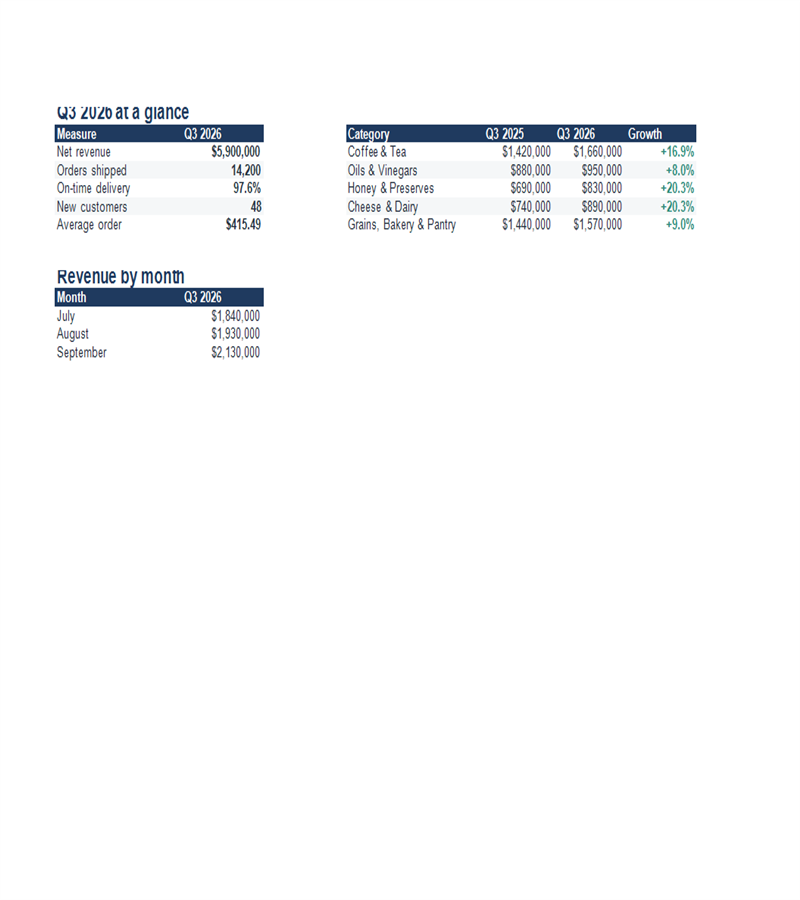 Q3 2026 at a glance
Measure Q3 2026
Net revenue $5,900,000
Orders shipped 14,200
On-time delivery 97.6%
New customers 48
Average order $415.49
Category Q3 2025 Q3 2026 Growth
Coffee & Tea $1,420,000 $1,660,000 +16.9%
Oils & Vinegars $880,000 $950,000 +8.0%
Honey & Preserves $690,000 $830,000 +20.3%
Cheese & Dairy $740,000 $890,000 +20.3%
Grains, Bakery & Pantry $1,440,000 $1,570,000 +9.0%
Revenue by month
Month Q3 2026
July $1,840,000
August $1,930,000
September $2,130,000